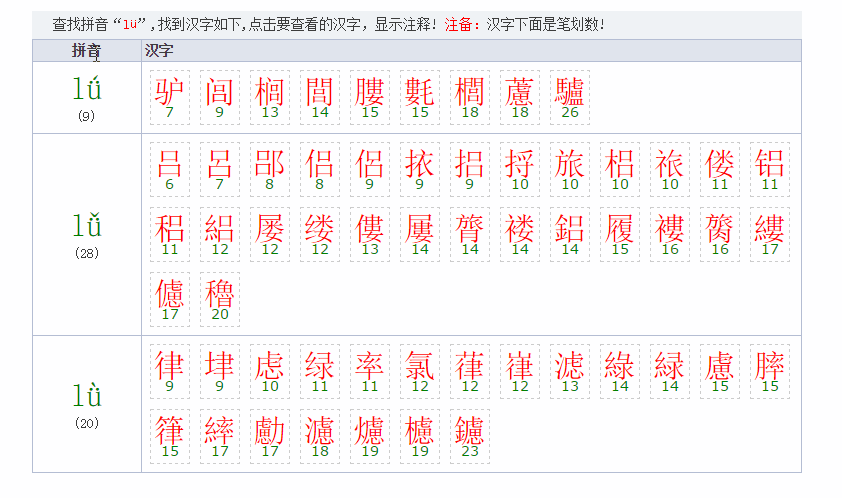 查找拼音“lü”,找到汉字如下,点击要查看的汉字，显示注释! 注备：汉字下面是笔划数!
拼音 汉字
lǘ
(9)
驴 闾 榈 閭 膢 氀 櫚 藘 驢
7 9 13 14 15 15 18 18 26
lǚ
(28)
吕 呂 郘 侣 侶 挔 捛 捋 旅 梠 祣 偻 铝
6 7 8 8 9 9 9 10 10 10 10 11 11
稆 絽 屡 缕 僂 屢 膂 褛 鋁 履 褸 膐 縷
11 12 12 12 13 14 14 14 14 15 16 16 17
儢 穭
17 20
lǜ
(20)
律 垏 虑 绿 率 氯 葎 嵂 滤 綠 緑 慮 膟
9 9 10 11 11 12 12 12 13 14 14 15 15
箻 繂 勴 濾 爈 櫖 鑢
15 17 17 18 19 19 23